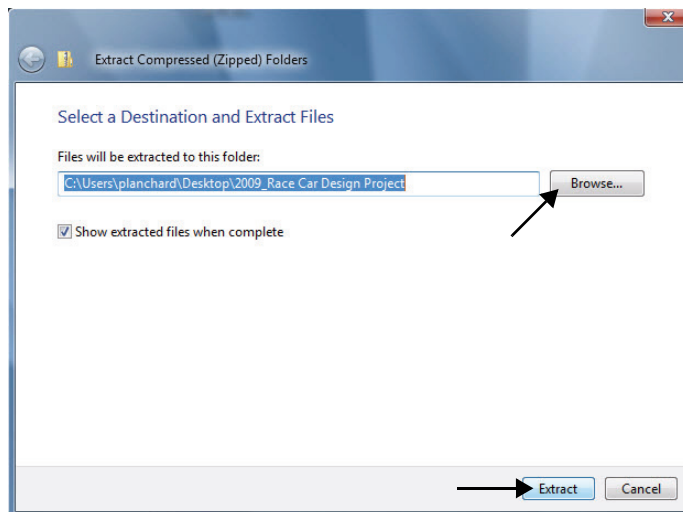 Extract Compressed (Zipped) Folders
Select a Destination and Extract Files
Files will be extracted to this folder:
C:\Users\planchard\Desktop\2009_Race Car Design Project
Browse...
Show extracted files when complete
Extract
Cancel